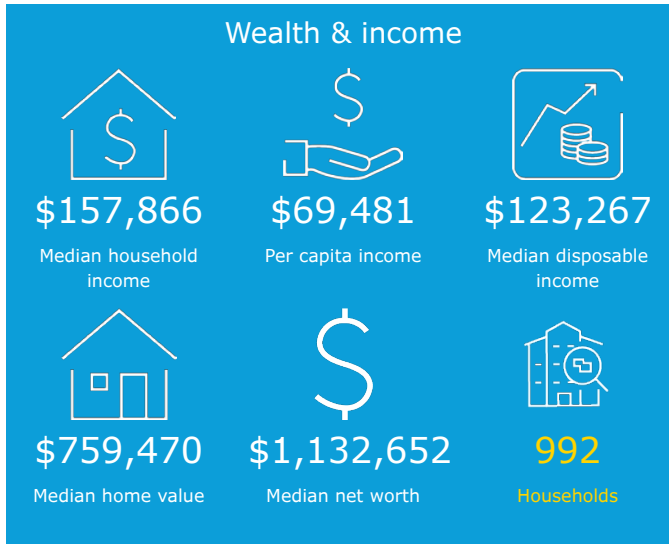 Wealth & income
$157,866
Median household
income
$69,481
Per capita income
$123,267
Median disposable
income
$759,470
Median home value
$1,132,652
Median net worth
992
Households